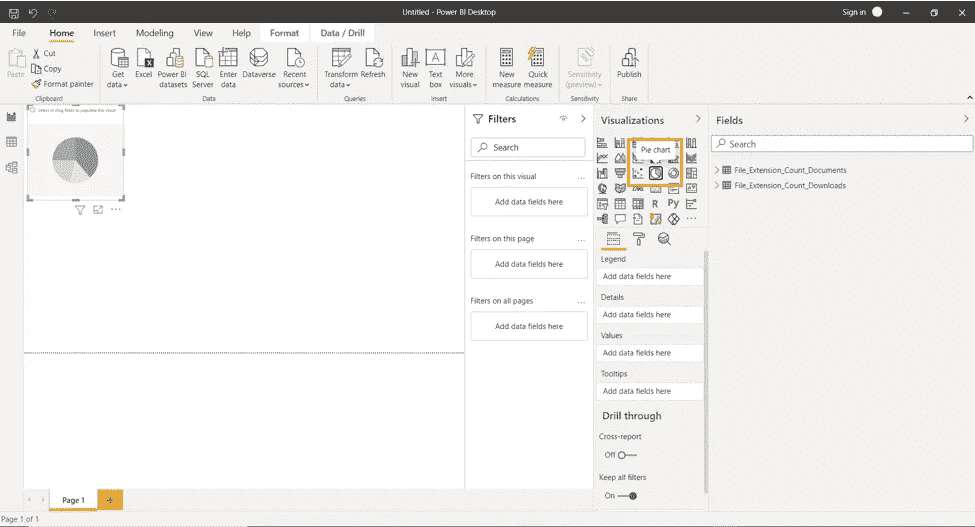 Untitled - Power BI Desktop
Sign in
File Home Insert Modeling View Help Format Data / Drill
Paste
Cut
Copy
Format painter
Clipboard
Get data
Excel
Power BI datasets
SQL Server
Enter data
Dataverse
Recent sources
Data
Transform data
Refresh
Queries
New visual
Text box
More visuals
Insert
New measure
Quick measure
Calculations
Sensitivity (preview)
Sensitivity
Publish
Share
Select or drag fields to populate this visual
Filters
Search
Filters on this visual
Add data fields here
Filters on this page
Add data fields here
Filters on all pages
Add data fields here
Visualizations
Pie chart
R Py
Legend
Add data fields here
Details
Add data fields here
Values
Add data fields here
Tooltips
Add data fields here
Drill through
Cross-report
Off
Keep all filters
On
Fields
Search
File_Extension_Count_Documents
File_Extension_Count_Downloads
Page 1
Page 1 of 1